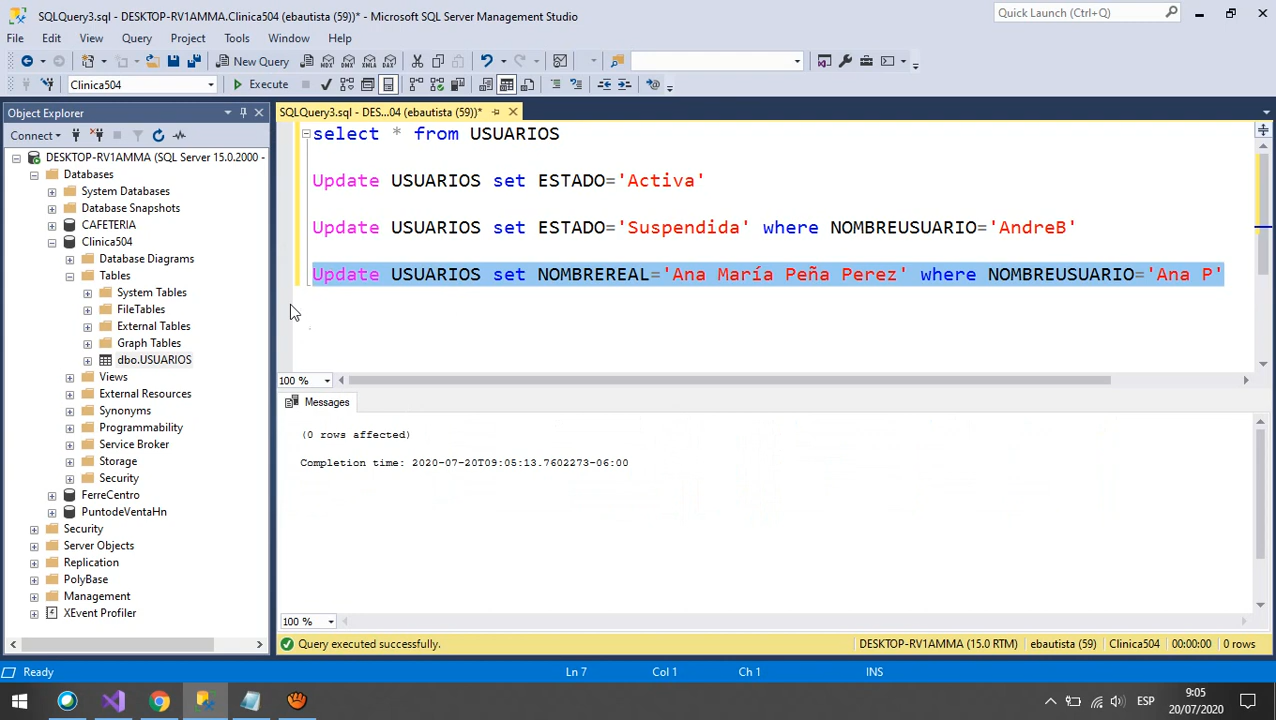 SQLQuery3.sql - DESKTOP-RV1AMMA.Clinica504 (ebautista (59))* - Microsoft SQL Server Management Studio
Quick Launch (Ctrl+Q)
File Edit View Query Project Tools Window Help
New Query
MDX XMLA DAX
Clinica504
Execute
Object Explorer
SQLQuery3.sql - DES...04 (ebautista (59))*
Connect
select * from USUARIOS
Update USUARIOS set ESTADO='Activa'
Update USUARIOS set ESTADO='Suspendida' where NOMBREUSUARIO='AndreB'
Update USUARIOS set NOMBREREAL='Ana María Peña Perez' where NOMBREUSUARIO='Ana P'
DESKTOP-RV1AMMA (SQL Server 15.0.2000 -
Databases
System Databases
Database Snapshots
CAFETERIA
Clinica504
Database Diagrams
Tables
System Tables
FileTables
External Tables
Graph Tables
dbo.USUARIOS
Views
External Resources
Synonyms
Programmability
Service Broker
Storage
Security
FerreCentro
PuntodeVentaHn
Security
Server Objects
Replication
PolyBase
Management
XEvent Profiler
100 %
Messages
(0 rows affected)
Completion time: 2020-07-20T09:05:13.7602273-06:00
100 %
Query executed successfully.
DESKTOP-RV1AMMA (15.0 RTM) ebautista (59) Clinica504 00:00:00 0 rows
Ready Ln 7 Col 1 Ch 1 INS
ESP
9:05
20/07/2020